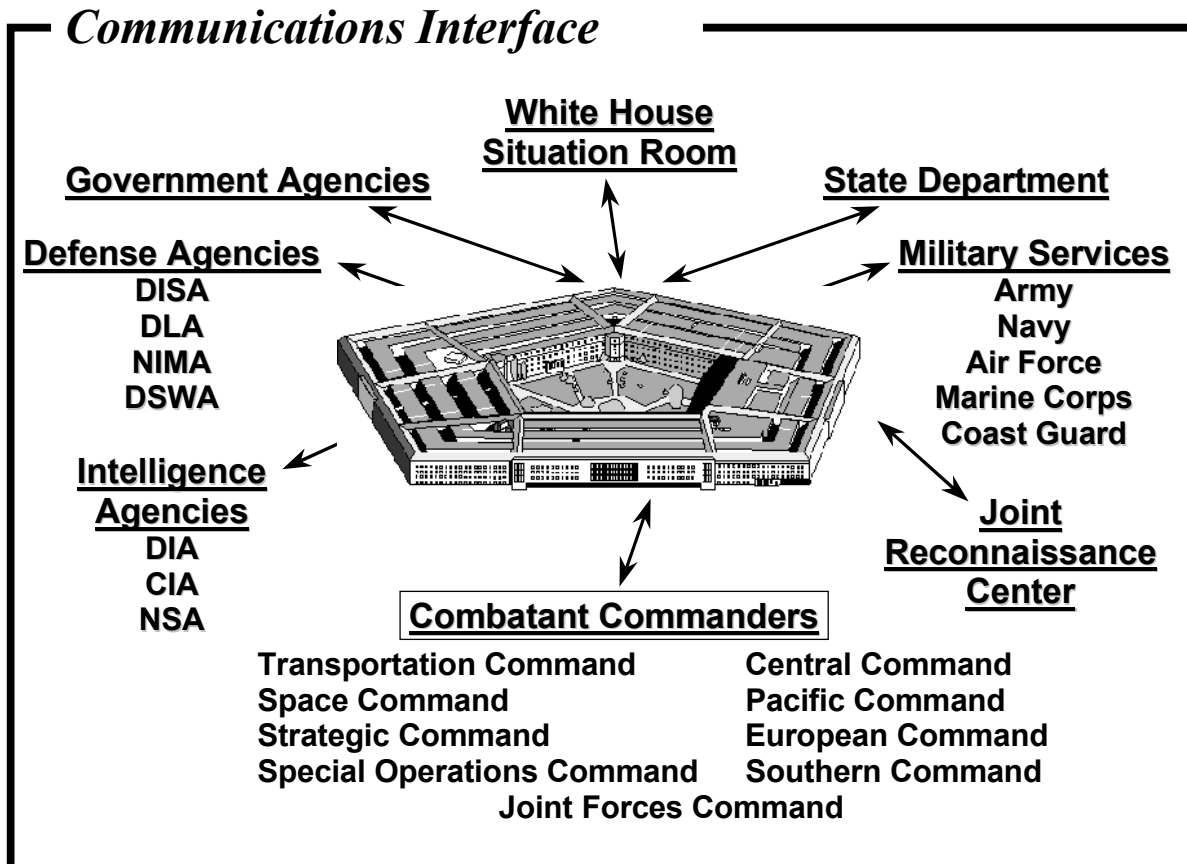 Communications Interface
White House
Situation Room
Government Agencies
State Department
Defense Agencies
DISA
DLA
NIMA
DSWA
Military Services
Army
Navy
Air Force
Marine Corps
Coast Guard
Intelligence
Agencies
DIA
CIA
NSA
Joint
Reconnaissance
Center
Combatant Commanders
Transportation Command
Space Command
Strategic Command
Special Operations Command
Central Command
Pacific Command
European Command
Southern Command
Joint Forces Command